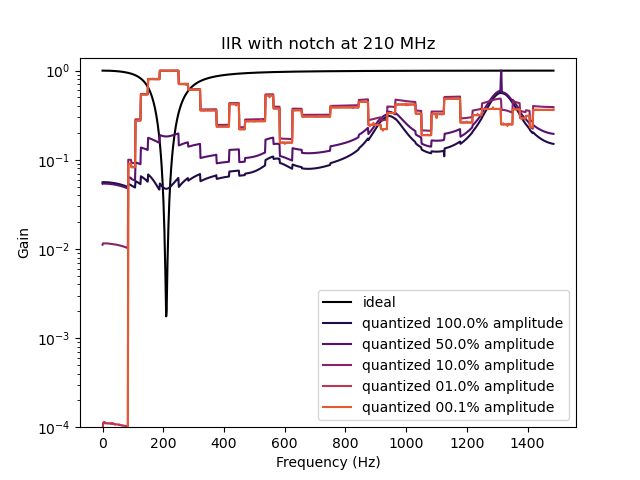 IIR with notch at 210 MHz
Gain
10⁰
10⁻¹
10⁻²
10⁻³
10⁻⁴
ideal
quantized 100.0% amplitude
quantized 50.0% amplitude
quantized 10.0% amplitude
quantized 01.0% amplitude
quantized 00.1% amplitude
0 200 400 600 800 1000 1200 1400
Frequency (Hz)